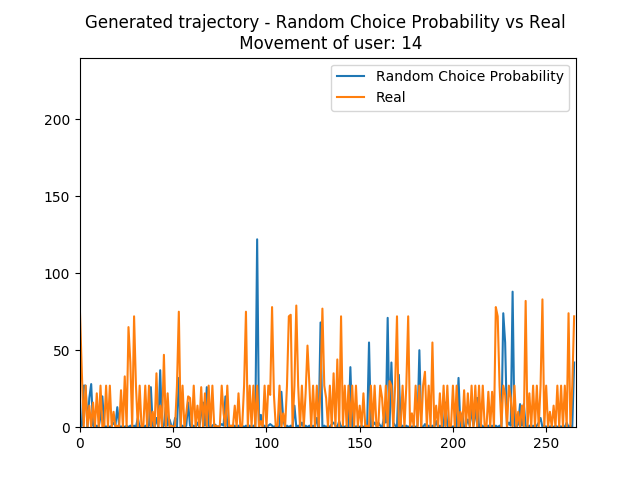 Generated trajectory - Random Choice Probability vs Real
Movement of user: 14
Random Choice Probability
Real
200
150
100
50
0
0 50 100 150 200 250